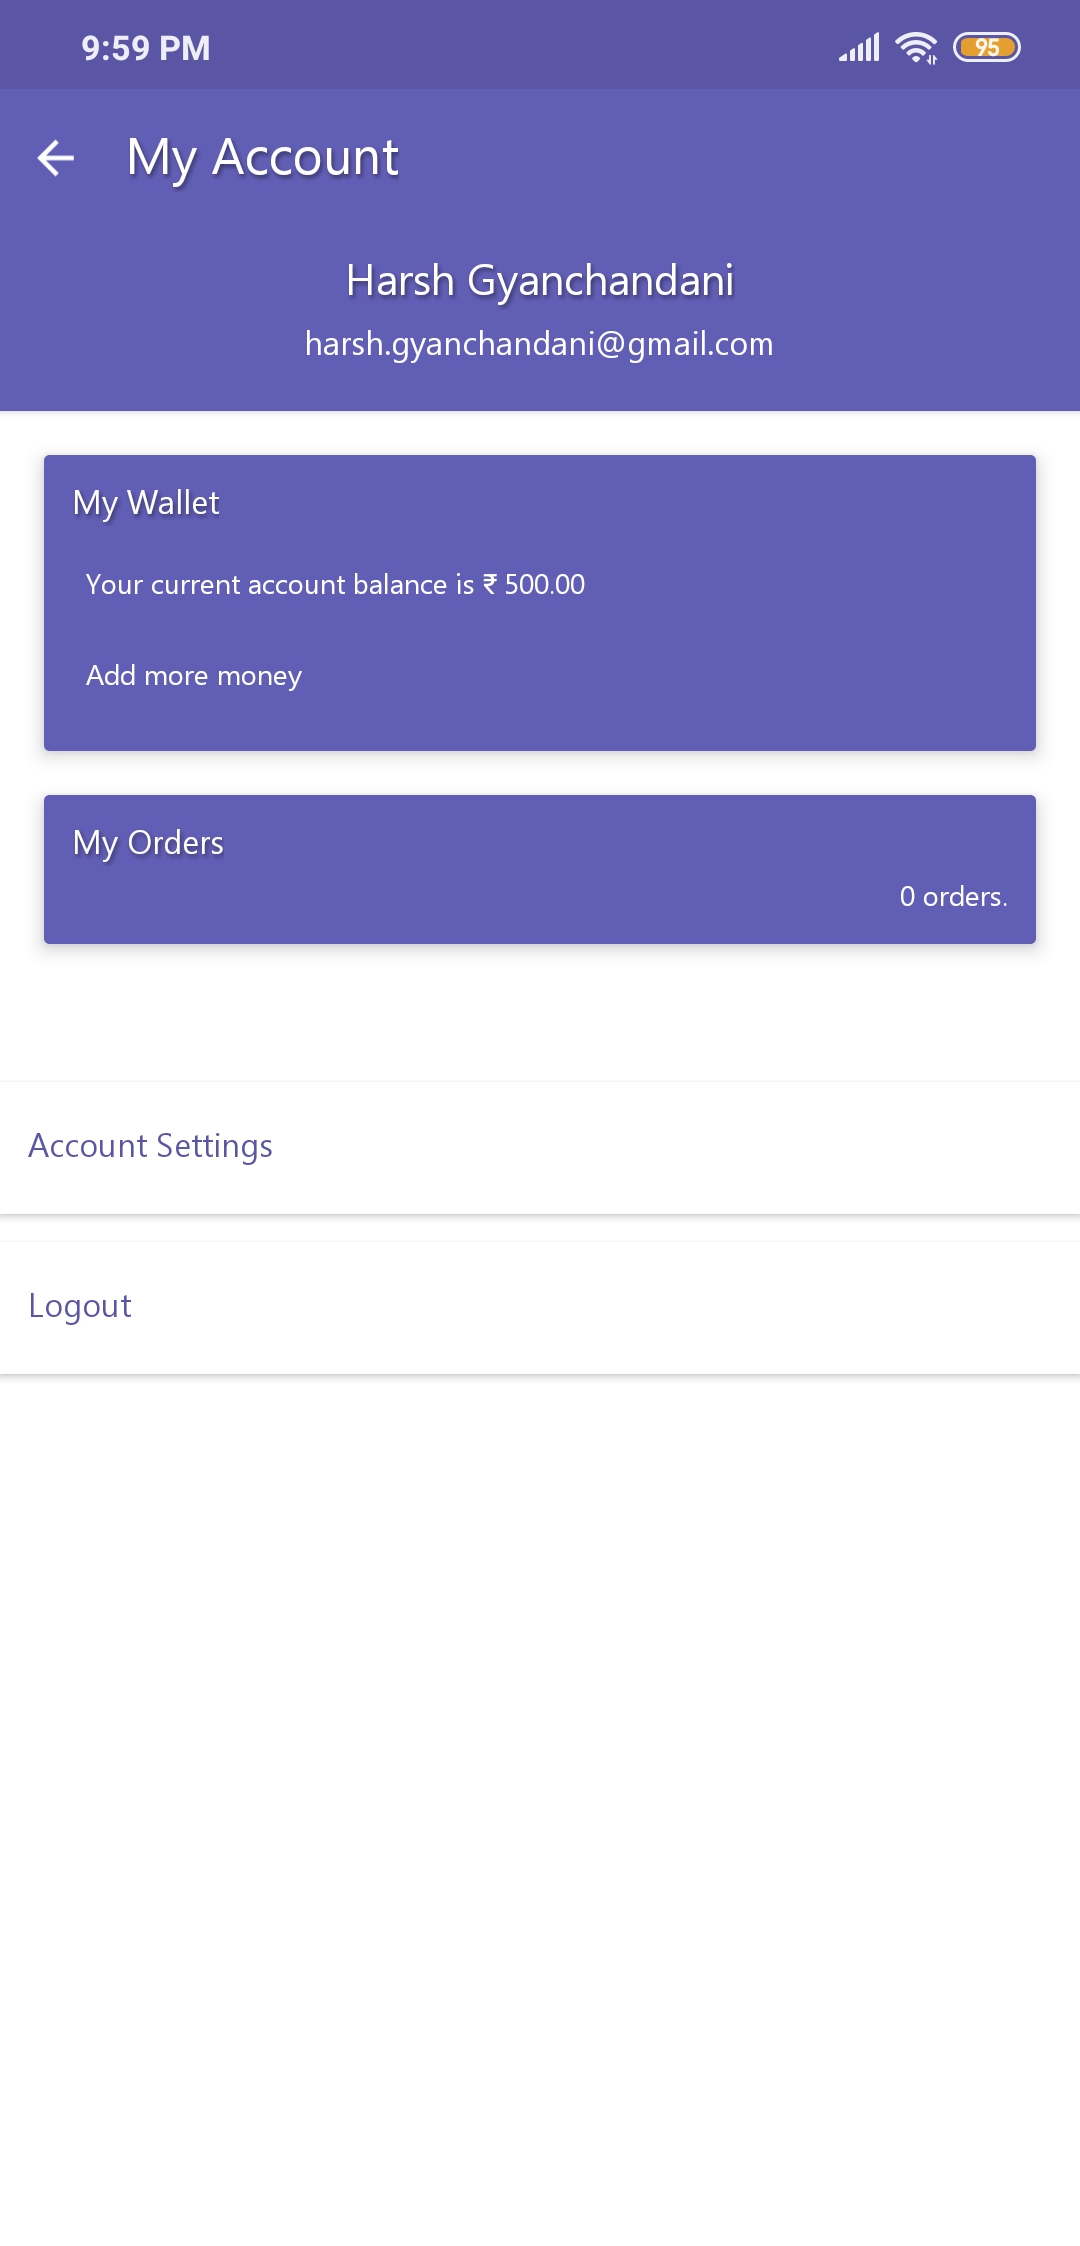 9:59 PM
95
My Account
Harsh Gyanchandani
harsh.gyanchandani@gmail.com
My Wallet
Your current account balance is ₹ 500.00
Add more money
My Orders
0 orders.
Account Settings
Logout